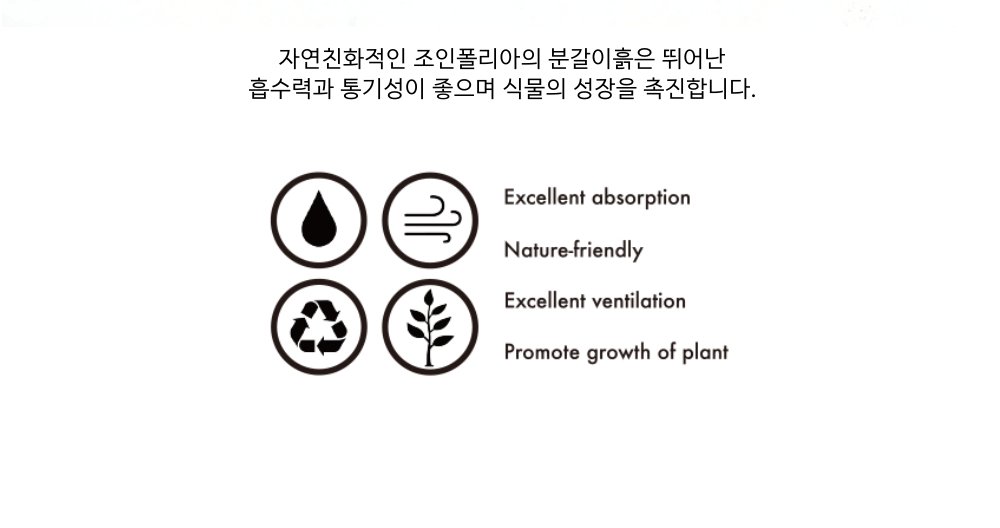 자연친화적인 조인폴리아의 분갈이흙은 뛰어난
흡수력과 통기성이 좋으며 식물의 성장을 촉진합니다.
Excellent absorption
Nature-friendly
Excellent ventilation
Promote growth of plant